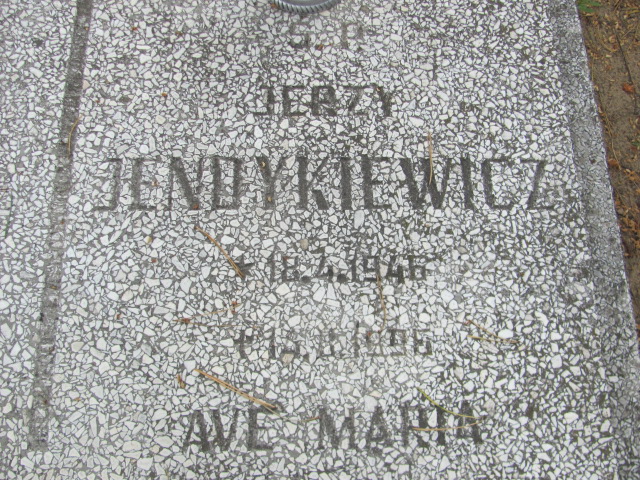 Ś.P.
JERZY
JENDYKIEWICZ
* 18.4.1946
AVE MARIA